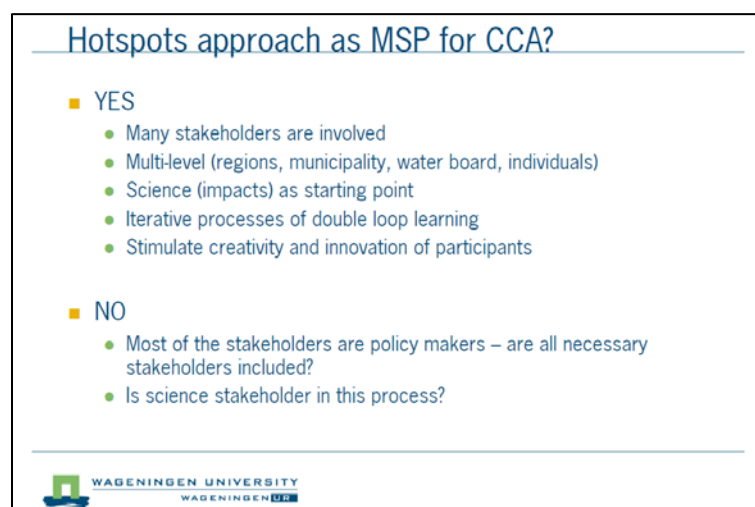 Hotspots approach as MSP for CCA?
YES
Many stakeholders are involved
Multi-level (regions, municipality, water board, individuals)
Science (impacts) as starting point
Iterative processes of double loop learning
Stimulate creativity and innovation of participants
NO
Most of the stakeholders are policy makers – are all necessary
stakeholders included?
Is science stakeholder in this process?
WAGENINGEN UNIVERSITY
WAGENINGEN UR